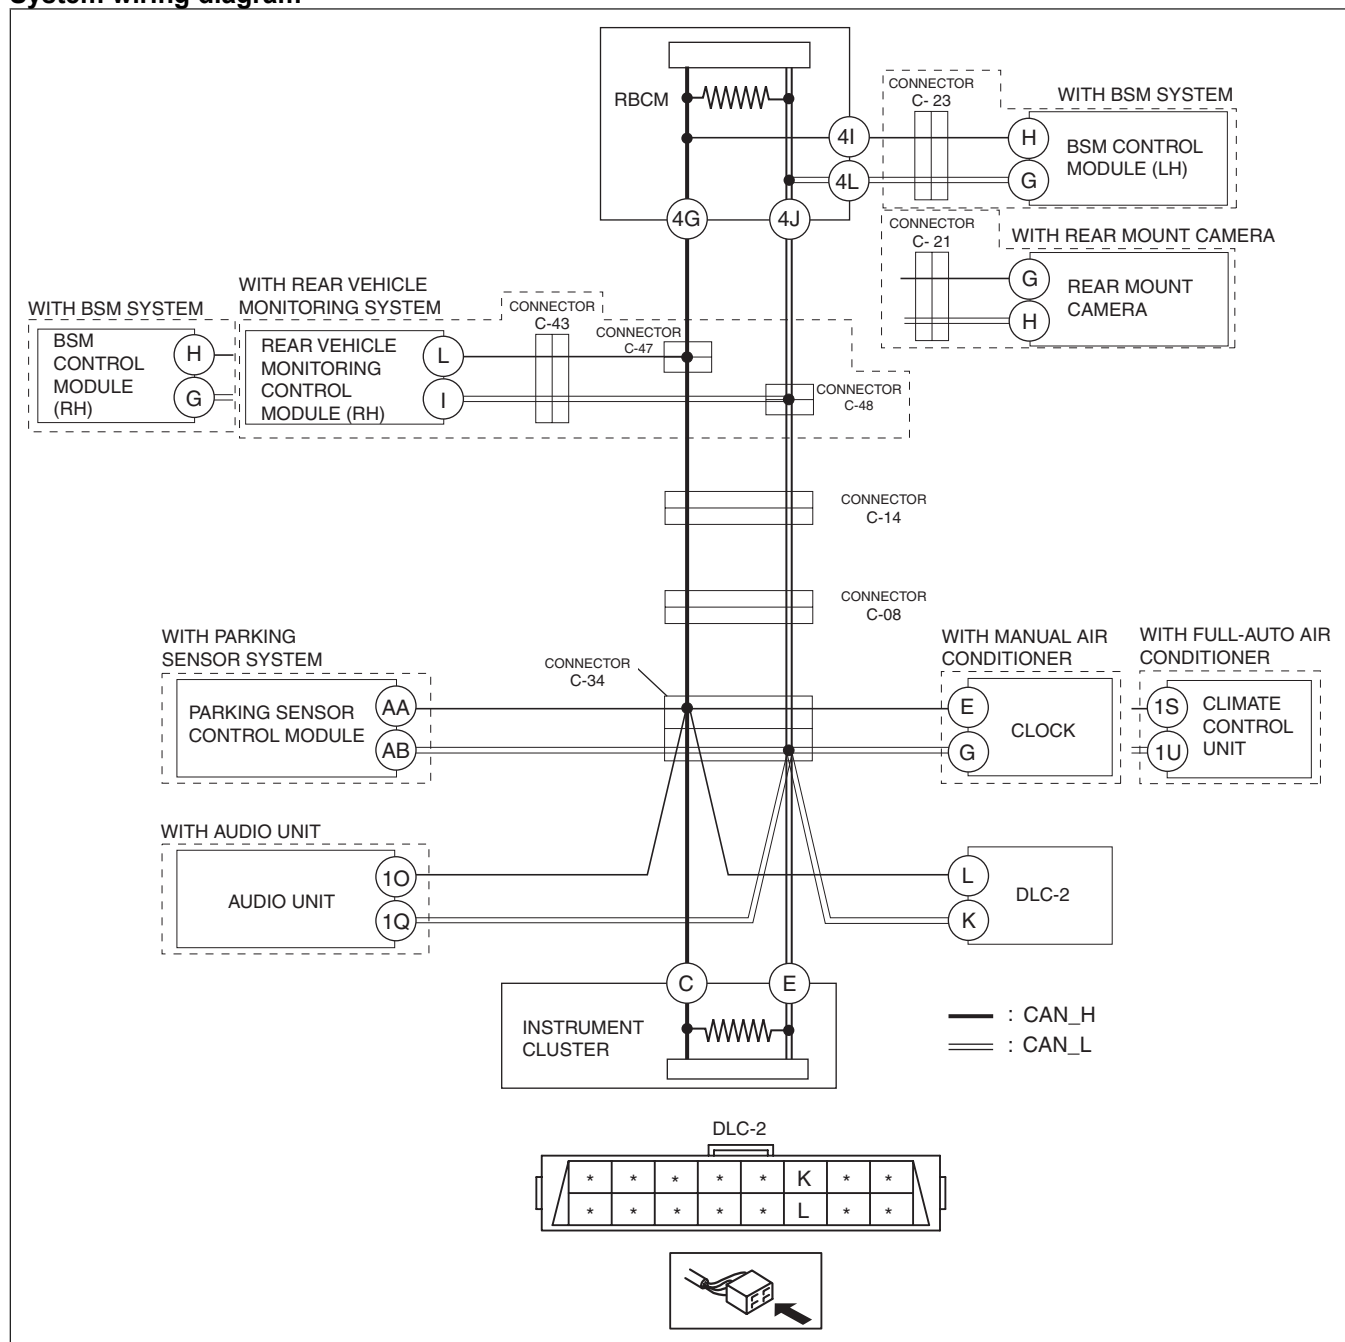 System wiring diagram
RBCM
4I
4L
4G
4J
CONNECTOR
C- 23
WITH BSM SYSTEM
H
G
BSM CONTROL
MODULE (LH)
CONNECTOR
C- 21
WITH REAR MOUNT CAMERA
G
H
REAR MOUNT
CAMERA
WITH BSM SYSTEM
BSM
CONTROL
MODULE
(RH)
H
G
WITH REAR VEHICLE
MONITORING SYSTEM
REAR VEHICLE
MONITORING
CONTROL
MODULE (RH)
L
I
CONNECTOR
C-43
CONNECTOR
C-47
CONNECTOR
C-48
CONNECTOR
C-14
CONNECTOR
C-08
WITH PARKING
SENSOR SYSTEM
PARKING SENSOR
CONTROL MODULE
AA
AB
CONNECTOR
C-34
WITH MANUAL AIR
CONDITIONER
E
G
CLOCK
WITH FULL-AUTO AIR
CONDITIONER
1S
1U
CLIMATE
CONTROL
UNIT
WITH AUDIO UNIT
AUDIO UNIT
1O
1Q
L
K
DLC-2
C
E
INSTRUMENT
CLUSTER
: CAN_H
: CAN_L
DLC-2
* * * * * K * *
* * * * * L * *